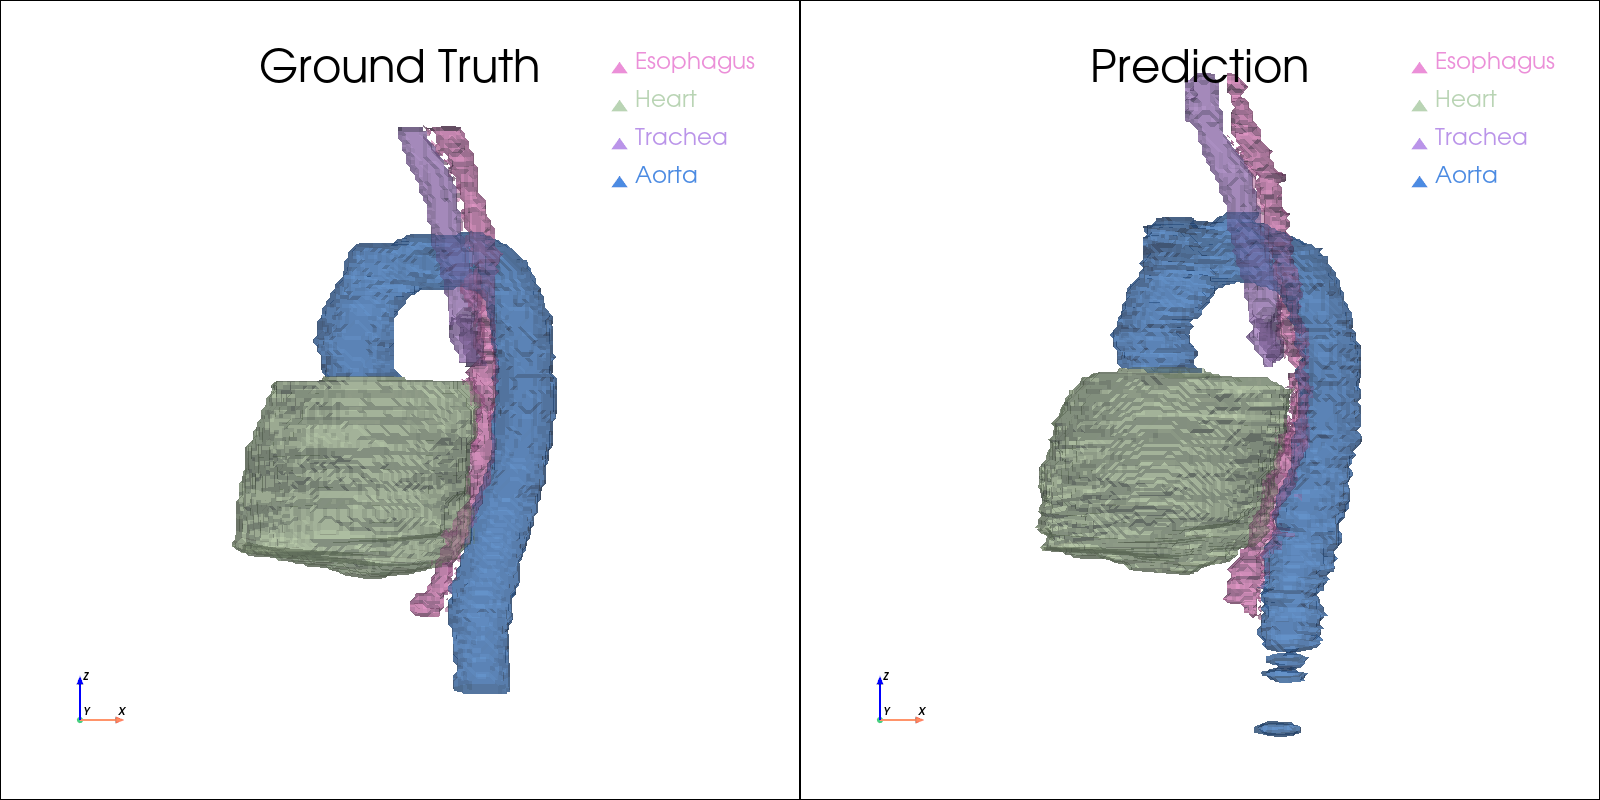 Ground Truth
Esophagus
Heart
Trachea
Aorta
Z
Y X
Prediction
Esophagus
Heart
Trachea
Aorta
Z
Y X